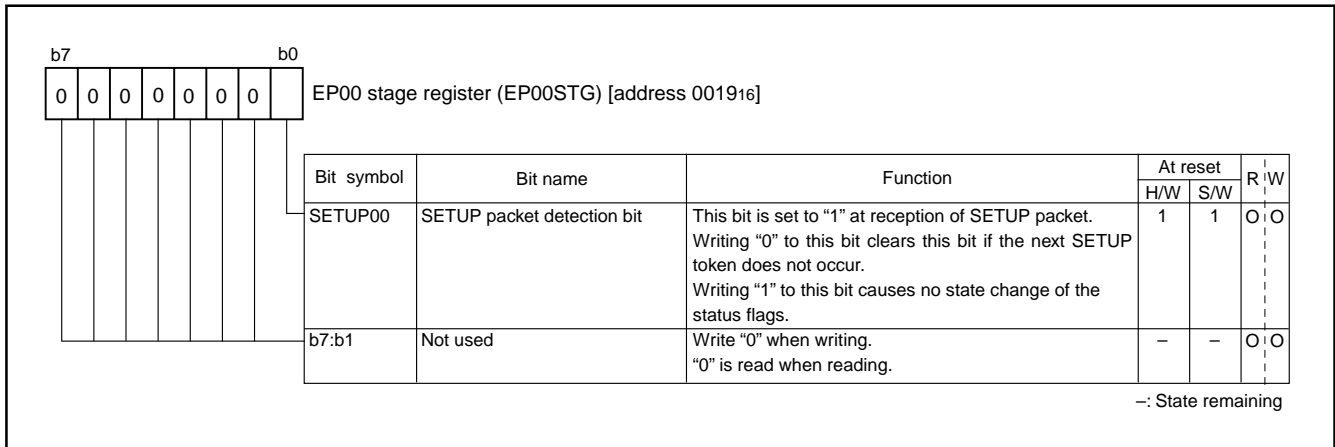 b7 b0
0 0 0 0 0 0 0 EP00 stage register (EP00STG) [address 001916]
Bit symbol Bit name Function At reset R W
H/W S/W
SETUP00 SETUP packet detection bit This bit is set to “1” at reception of SETUP packet. 1 1 O O
Writing “0” to this bit clears this bit if the next SETUP
token does not occur.
Writing “1” to this bit causes no state change of the
status flags.
b7:b1 Not used Write “0” when writing. – – O O
“0” is read when reading.
–: State remaining